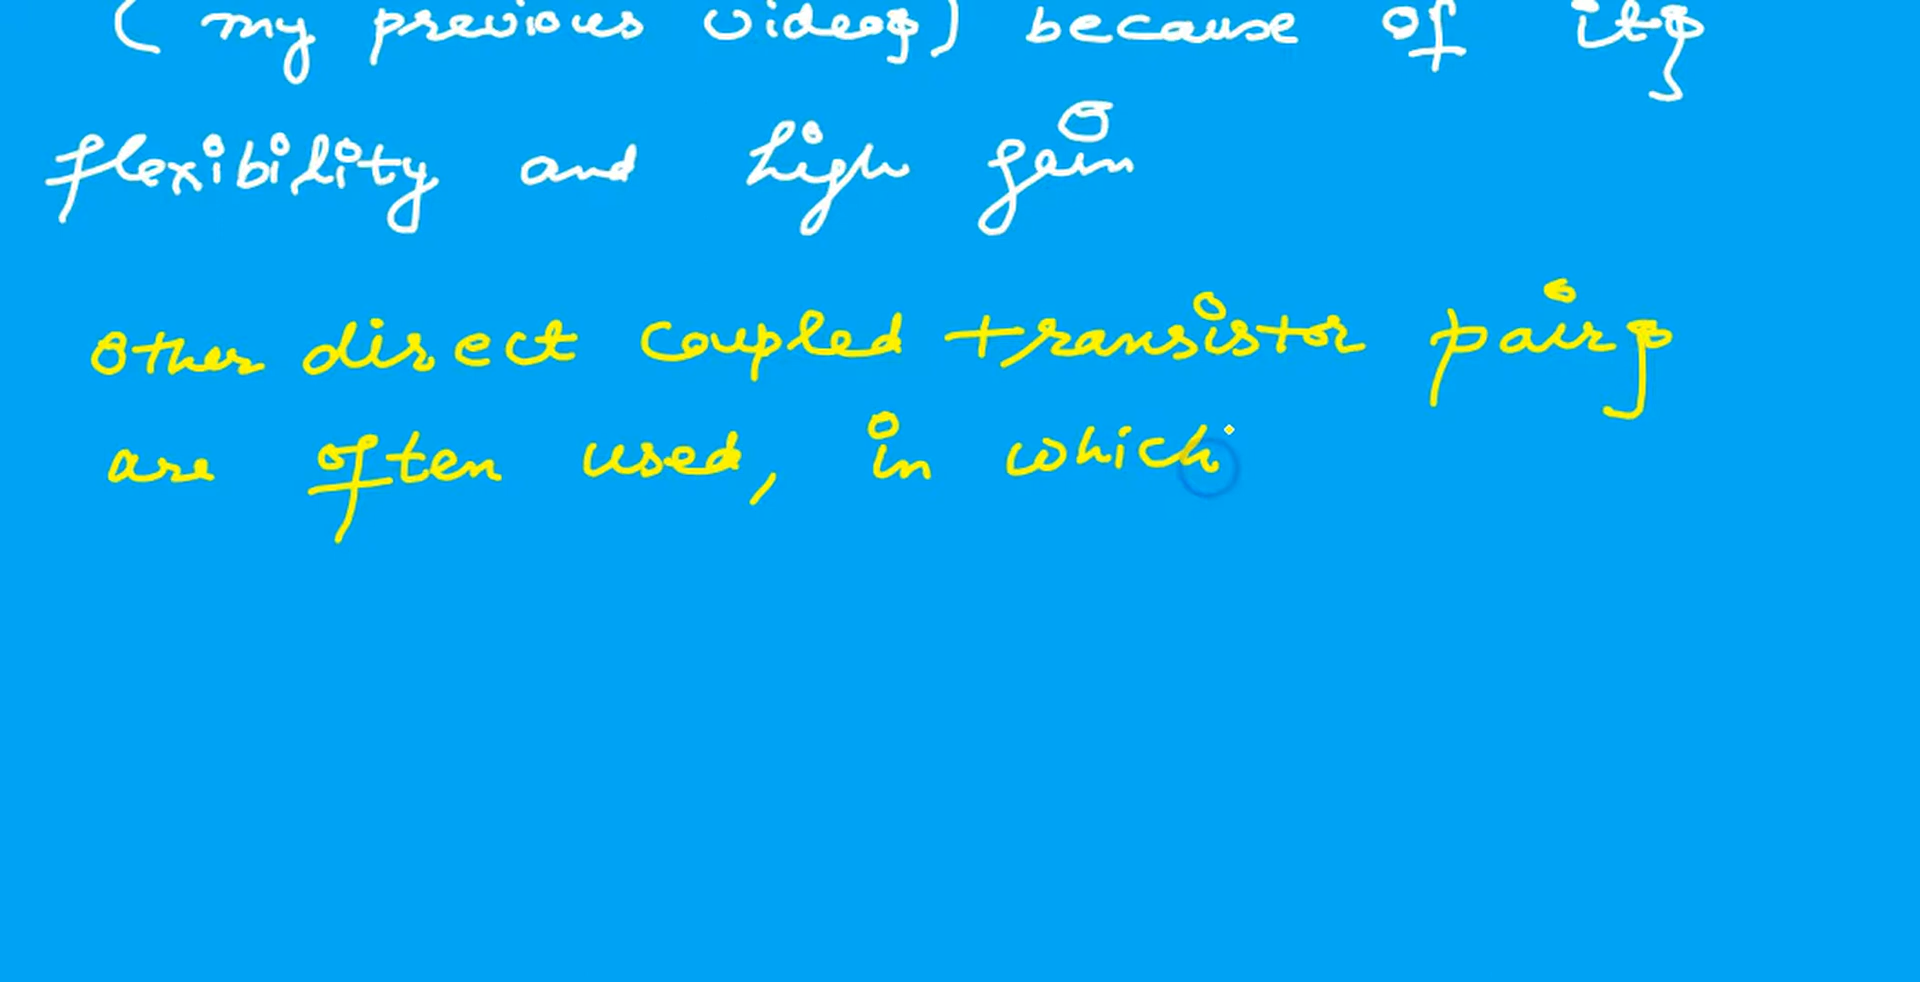 (my previous videos) because of its
flexibility and high gain
other direct coupled transistor pairs
are often used, in which